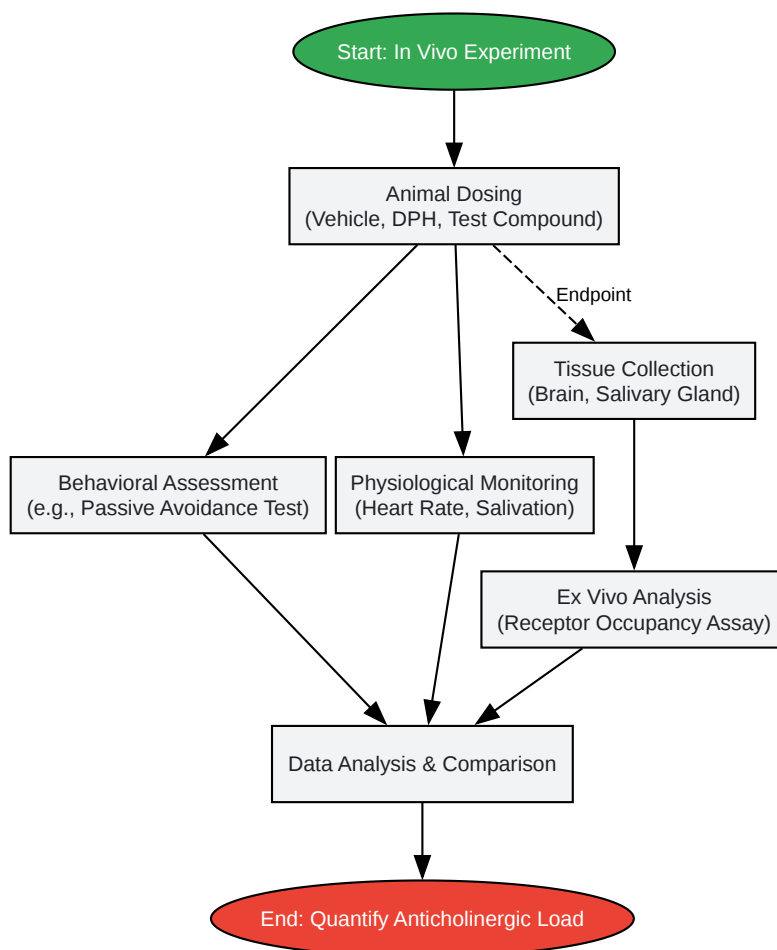 Start: In Vivo Experiment
Animal Dosing
(Vehicle, DPH, Test Compound)
Endpoint
Tissue Collection
(Brain, Salivary Gland)
Behavioral Assessment
(e.g., Passive Avoidance Test)
Physiological Monitoring
(Heart Rate, Salivation)
Ex Vivo Analysis
(Receptor Occupancy Assay)
Data Analysis & Comparison
End: Quantify Anticholinergic Load